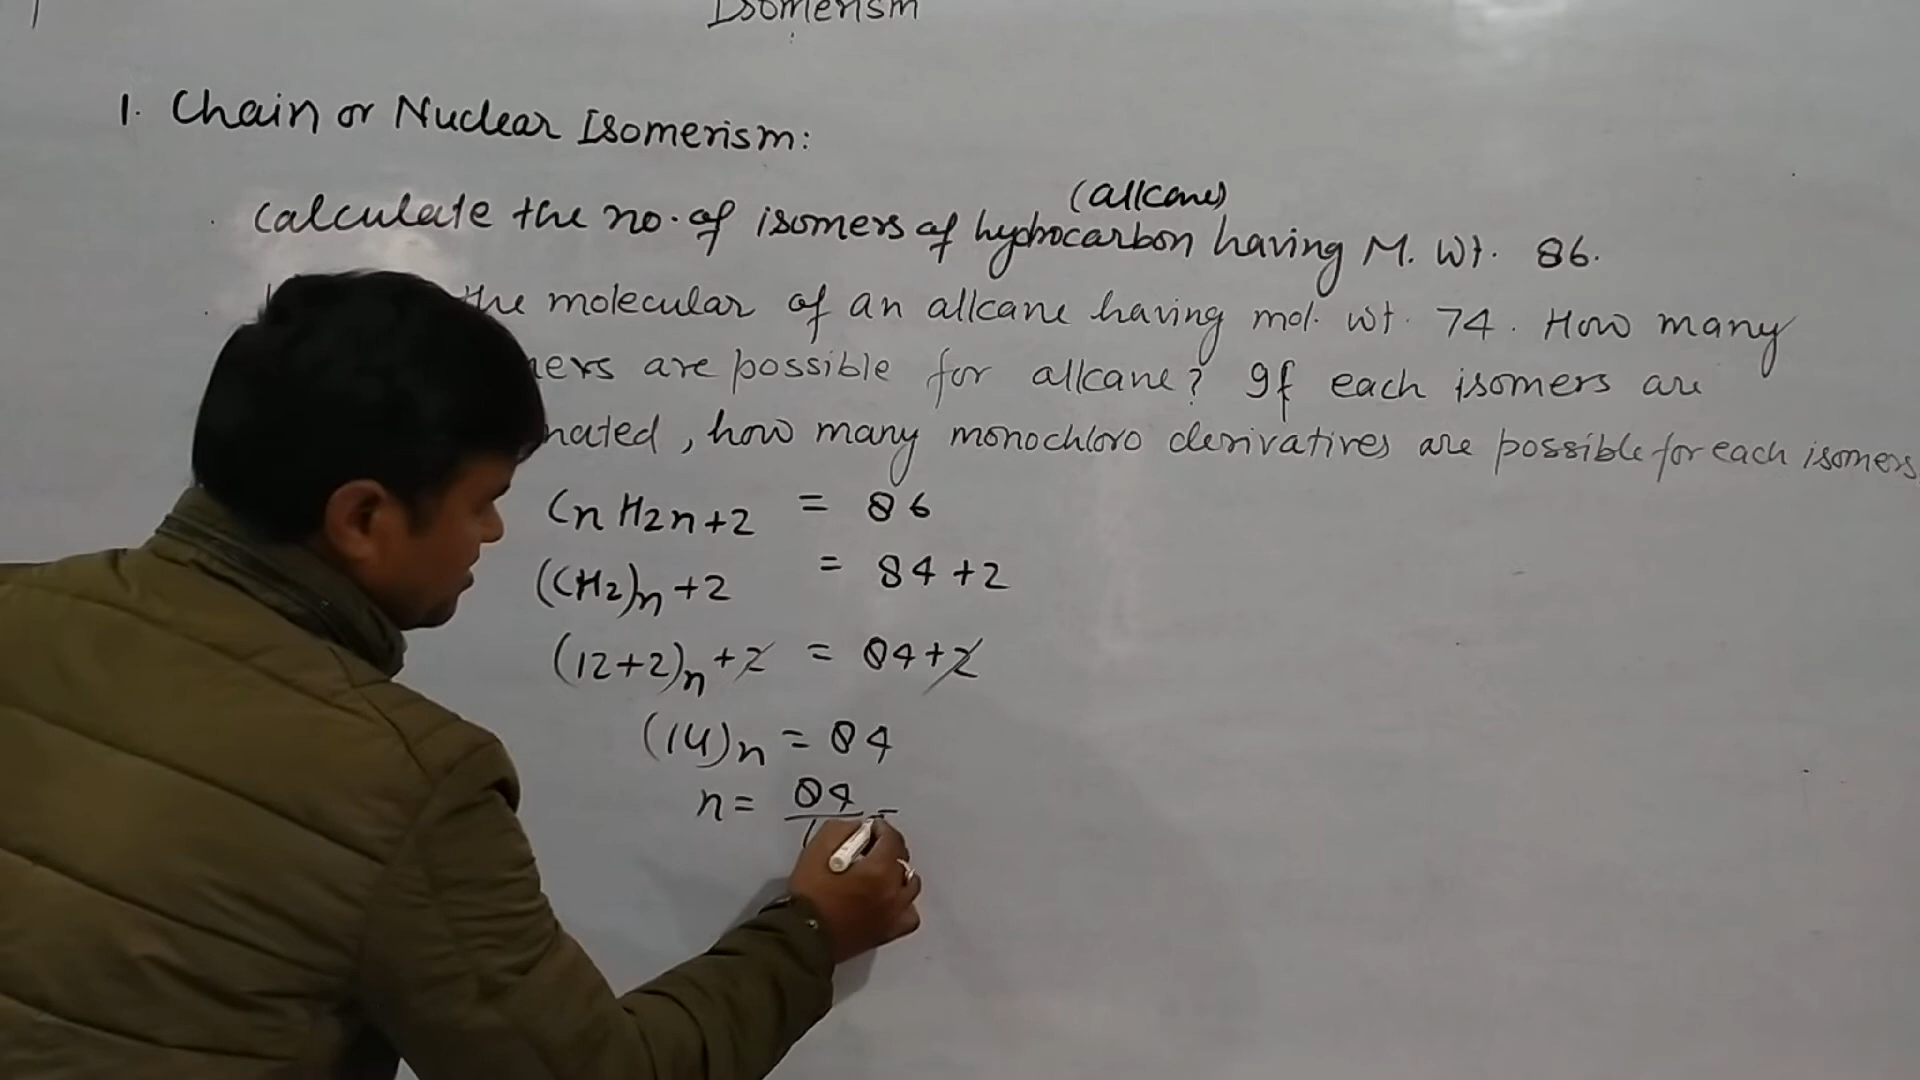 Isomerism
1. Chain or Nuclear Isomerism:
(alkane)
Calculate the no. of isomers of hydrocarbon having M. Wt. 86.
the molecular of an alkane having mol. wt. 74. How many
are possible for alkane? If each isomers are
, how many monochloro derivatives are possible for each isomers
CnH2n+2 = 86
(CH2)n+2 = 84+2
(12+2)n+2 = 84+2
(14)n = 84
n = 84